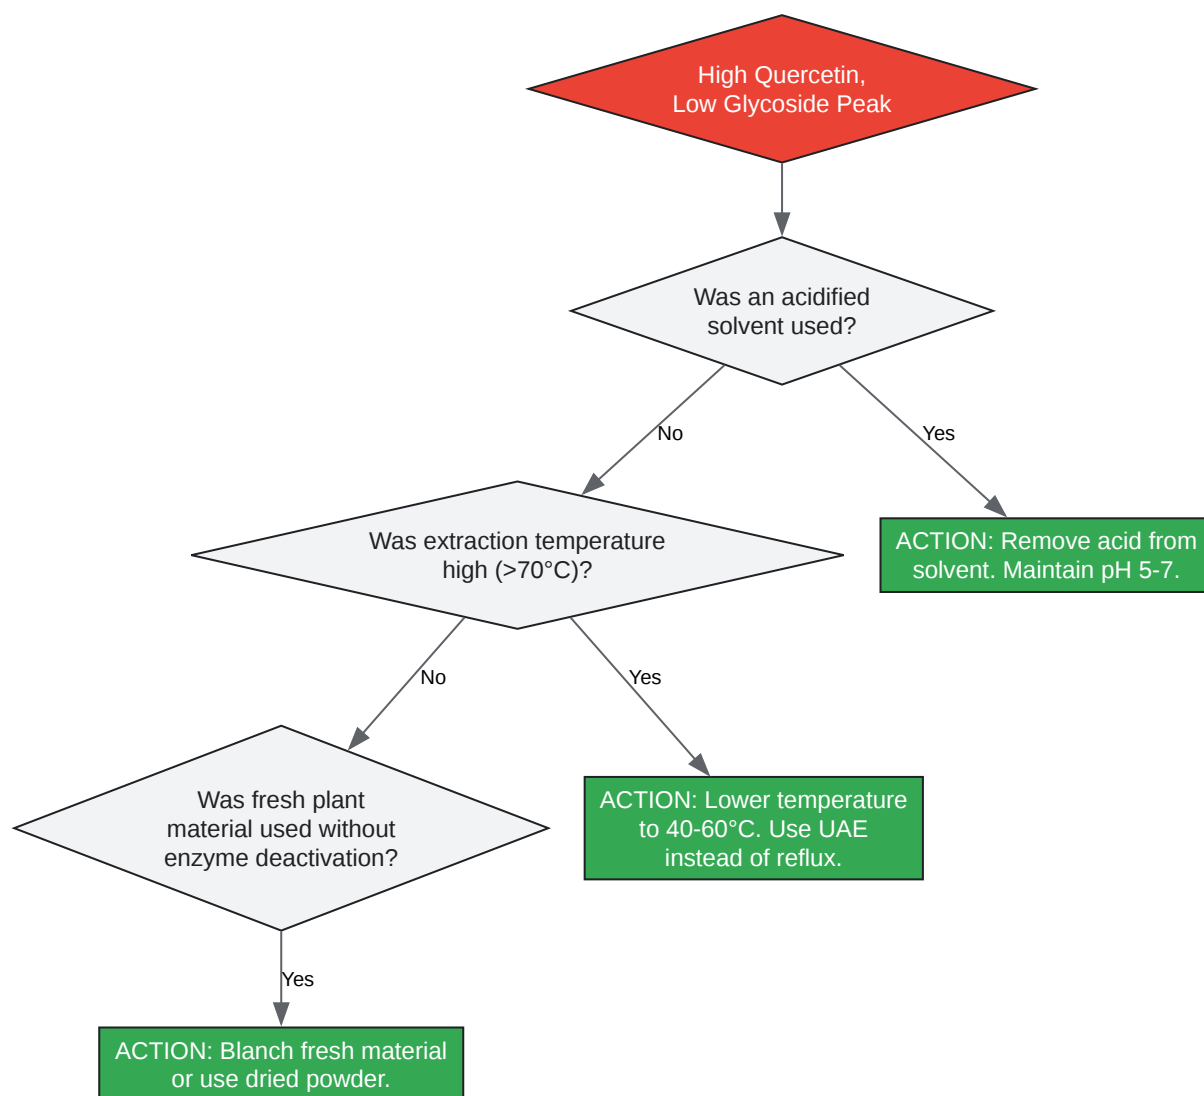 High Quercetin,
Low Glycoside Peak
Was an acidified
solvent used?
No
Yes
Was extraction temperature
high (>70°C)?
ACTION: Remove acid from
solvent. Maintain pH 5-7.
No
Yes
Was fresh plant
material used without
enzyme deactivation?
ACTION: Lower temperature
to 40-60°C. Use UAE
instead of reflux.
Yes
ACTION: Blanch fresh material
or use dried powder.